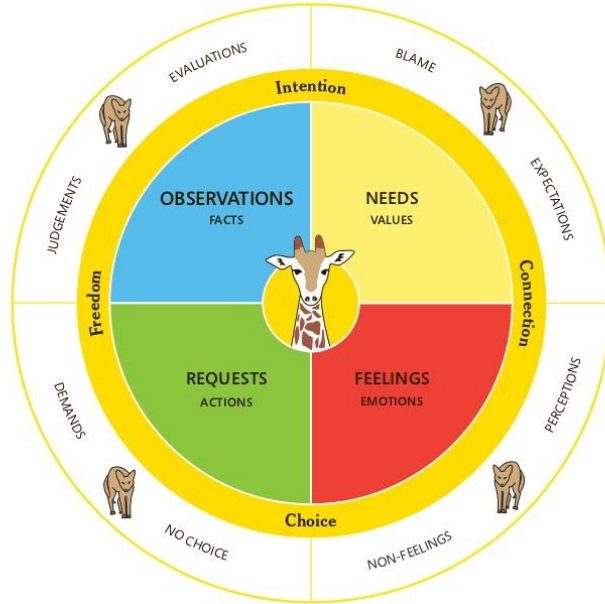 EVALUATIONS
BLAME
Intention
JUDGEMENTS
EXPECTATIONS
OBSERVATIONS
FACTS
NEEDS
VALUES
Freedom
Connection
REQUESTS
ACTIONS
FEELINGS
EMOTIONS
DEMANDS
PERCEPTIONS
Choice
NO CHOICE
NON-FEELINGS